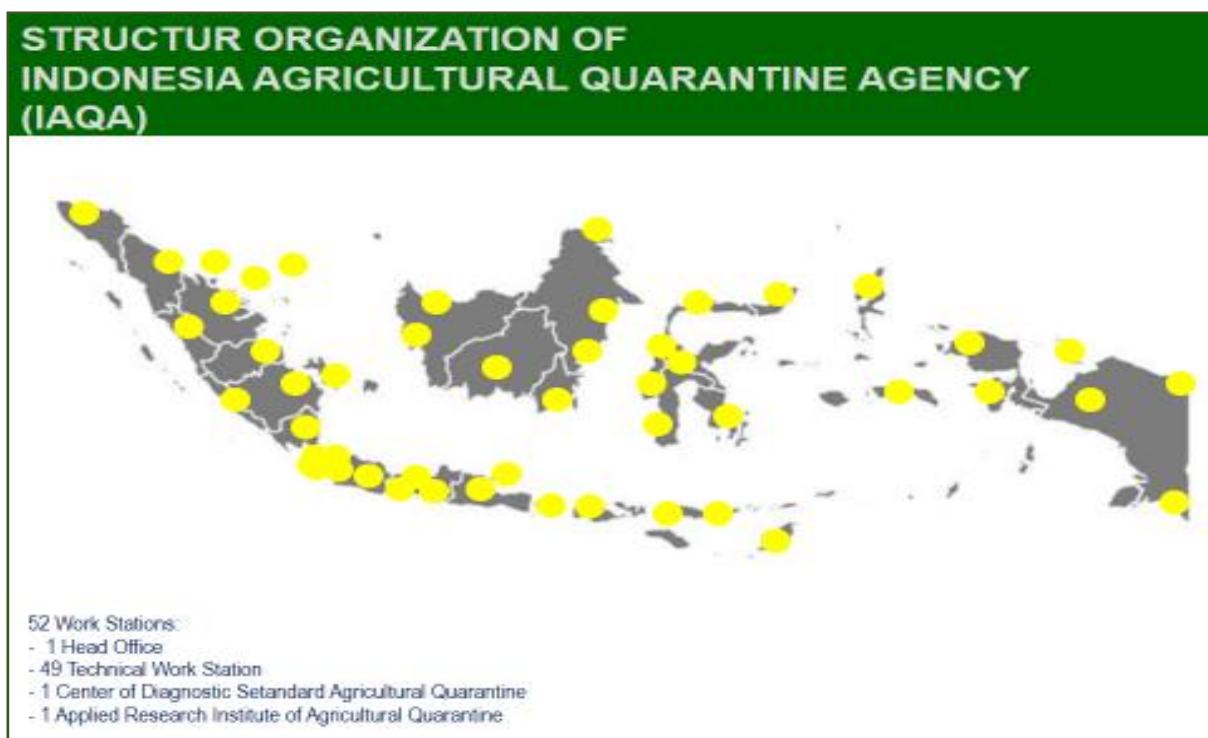 STRUCTUR ORGANIZATION OF
INDONESIA AGRICULTURAL QUARANTINE AGENCY
(IAQA)
52 Work Stations:
- 1 Head Office
- 49 Technical Work Station
- 1 Center of Diagnostic Setandard Agricultural Quarantine
- 1 Applied Research Institute of Agricultural Quarantine